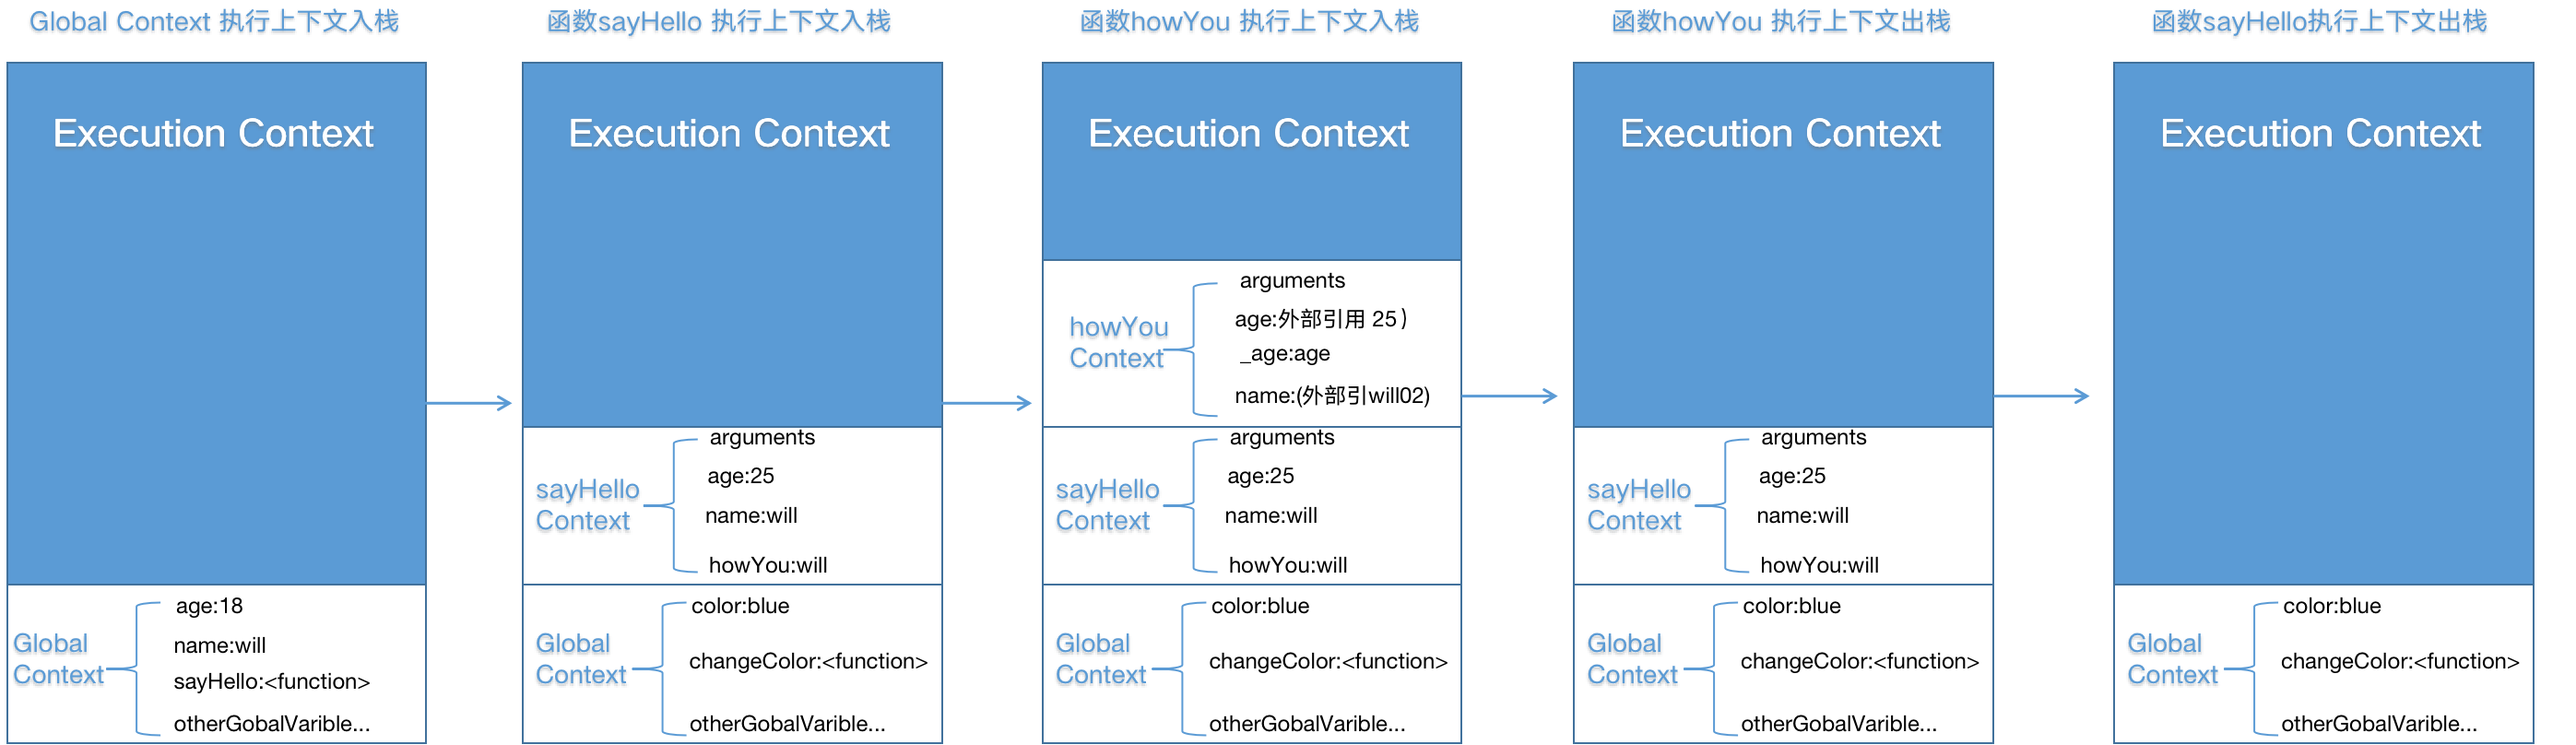 Global Context 执行上下文入栈
Execution Context
Global
Context
age:18
name:will
sayHello:<function>
otherGobalVarible...
函数sayHello 执行上下文入栈
Execution Context
sayHello
Context
arguments
age:25
name:will
howYou:will
Global
Context
color:blue
changeColor:<function>
otherGobalVarible...
函数howYou 执行上下文入栈
Execution Context
howYou
Context
arguments
age:外部引用 25）
_age:age
name:(外部引will02)
sayHello
Context
arguments
age:25
name:will
howYou:will
Global
Context
color:blue
changeColor:<function>
otherGobalVarible...
函数howYou 执行上下文出栈
Execution Context
sayHello
Context
arguments
age:25
name:will
howYou:will
Global
Context
color:blue
changeColor:<function>
otherGobalVarible...
函数sayHello执行上下文出栈
Execution Context
Global
Context
color:blue
changeColor:<function>
otherGobalVarible...